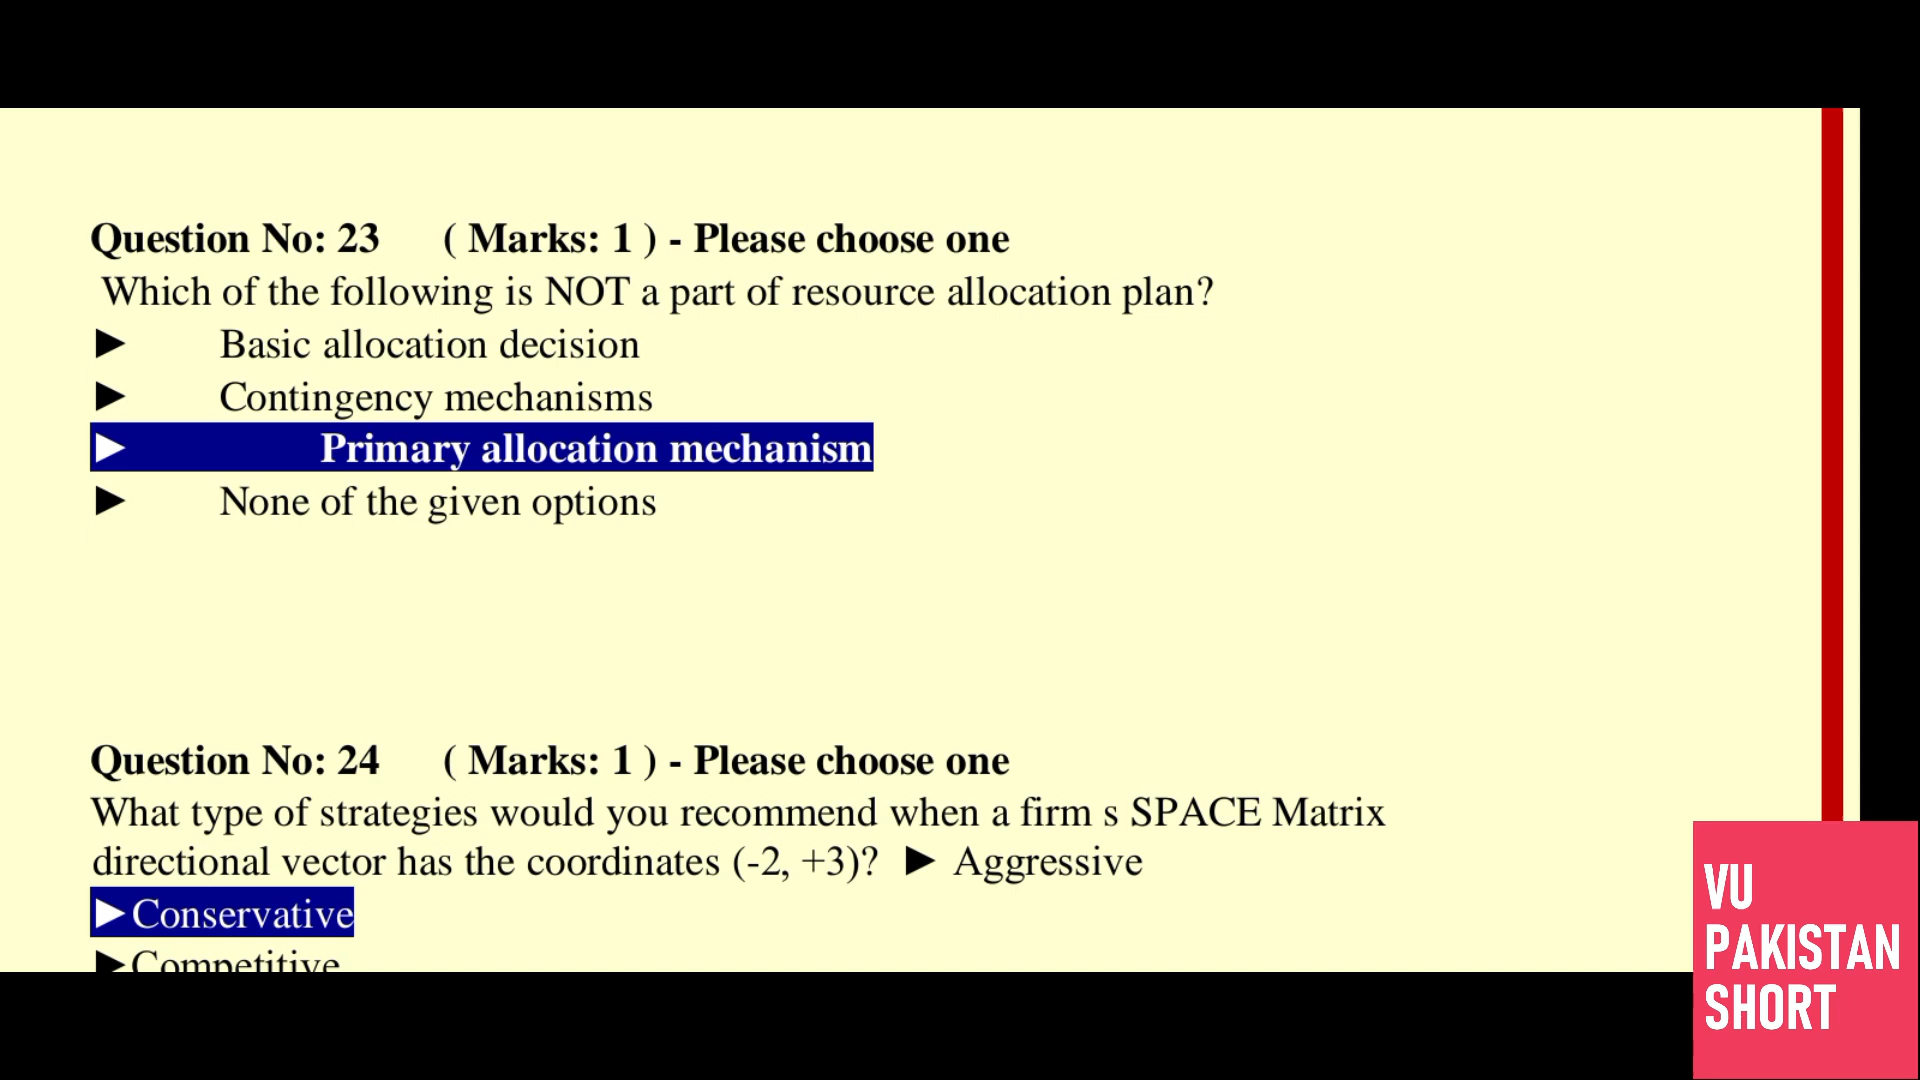 Question No: 23 ( Marks: 1 ) - Please choose one
Which of the following is NOT a part of resource allocation plan?
► Basic allocation decision
► Contingency mechanisms
► Primary allocation mechanism
► None of the given options
Question No: 24 ( Marks: 1 ) - Please choose one
What type of strategies would you recommend when a firm s SPACE Matrix
directional vector has the coordinates (-2, +3)? ► Aggressive
►Conservative
►Competitive
VU
PAKISTAN
SHORT